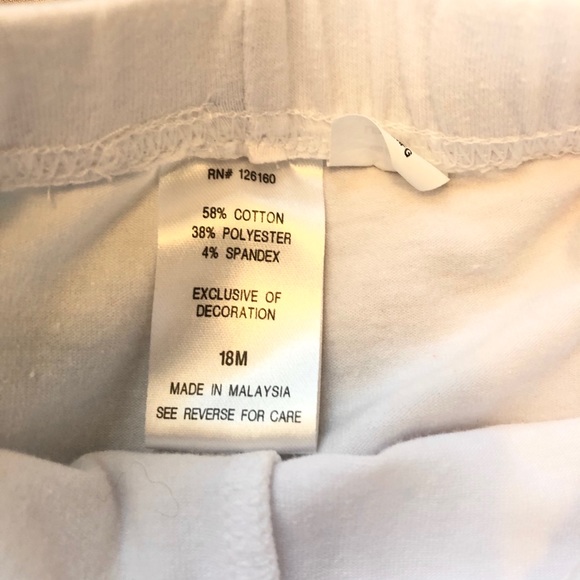 RN# 126160
58% COTTON
38% POLYESTER
4% SPANDEX
EXCLUSIVE OF
DECORATION
18M
MADE IN MALAYSIA
SEE REVERSE FOR CARE